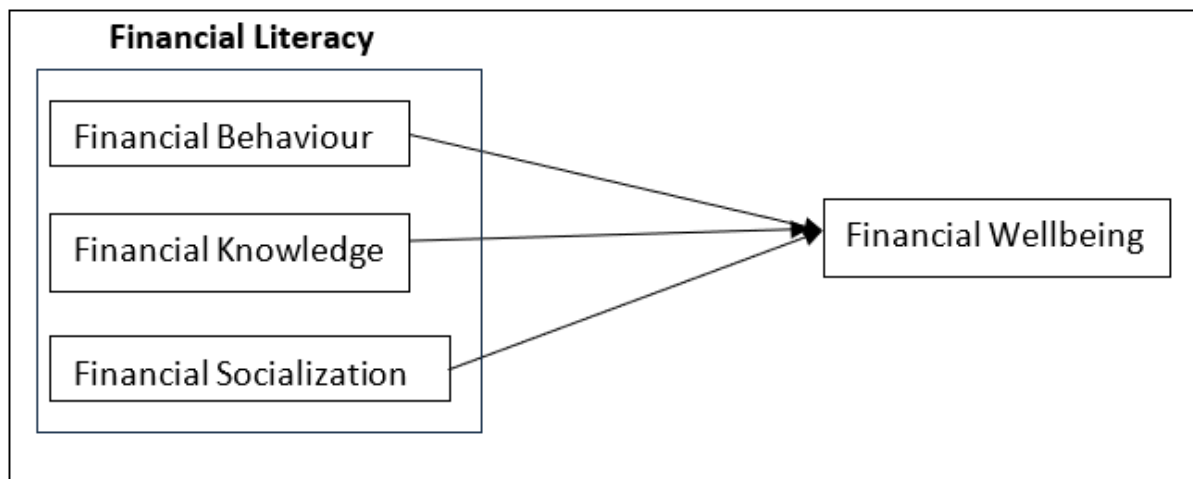 Financial Literacy
Financial Behaviour
Financial Knowledge
Financial Wellbeing
Financial Socialization